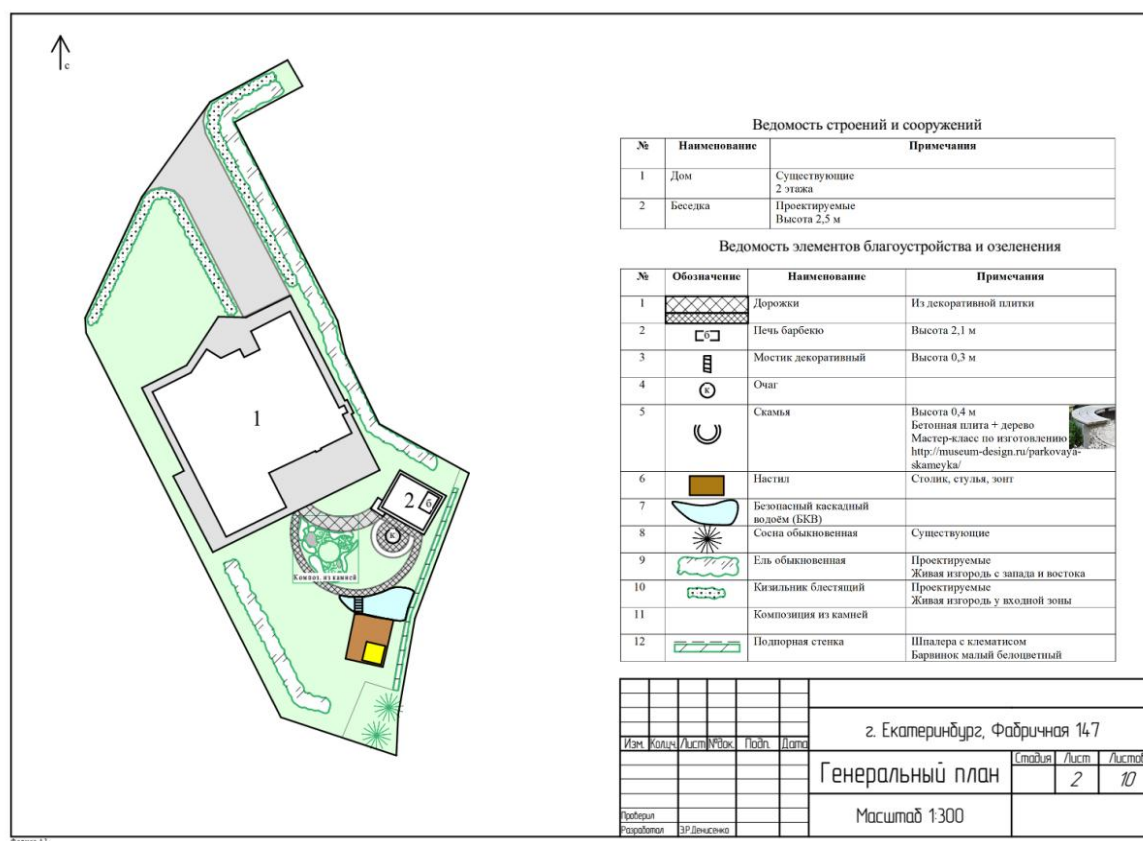 с
1
2
б
к
Композ. из камней
Ведомость строений и сооружений
№ Наименование Примечания
1 Дом Существующие
2 этажа
2 Беседка Проектируемые
Высота 2,5 м
Ведомость элементов благоустройства и озеленения
№ Обозначение Наименование Примечания
1 Дорожки Из декоративной плитки
2 б Печь барбекю Высота 2,1 м
3 Мостик декоративный Высота 0,3 м
4 к Очаг
5 Скамья Высота 0,4 м
Бетонная плита + дерево
Мастер-класс по изготовлению
http://museum-design.ru/parkovaya-
skameyka/
6 Настил Столик, стулья, зонт
7 Безопасный каскадный
водоём (БКВ)
8 Сосна обыкновенная Существующие
9 Ель обыкновенная Проектируемые
Живая изгородь с запада и востока
10 Кизильник блестящий Проектируемые
Живая изгородь у входной зоны
11 Композиция из камней
12 Подпорная стенка Шпалера с клематисом
Барвинок малый белоцветный
г. Екатеринбург, Фабричная 147
Изм. Колуч. Лист №док. Подп. Дата
Генеральный план
Стадия Лист Листов
2 10
Масштаб 1:300
Проверил
Разработал Э.Р.Денисенко